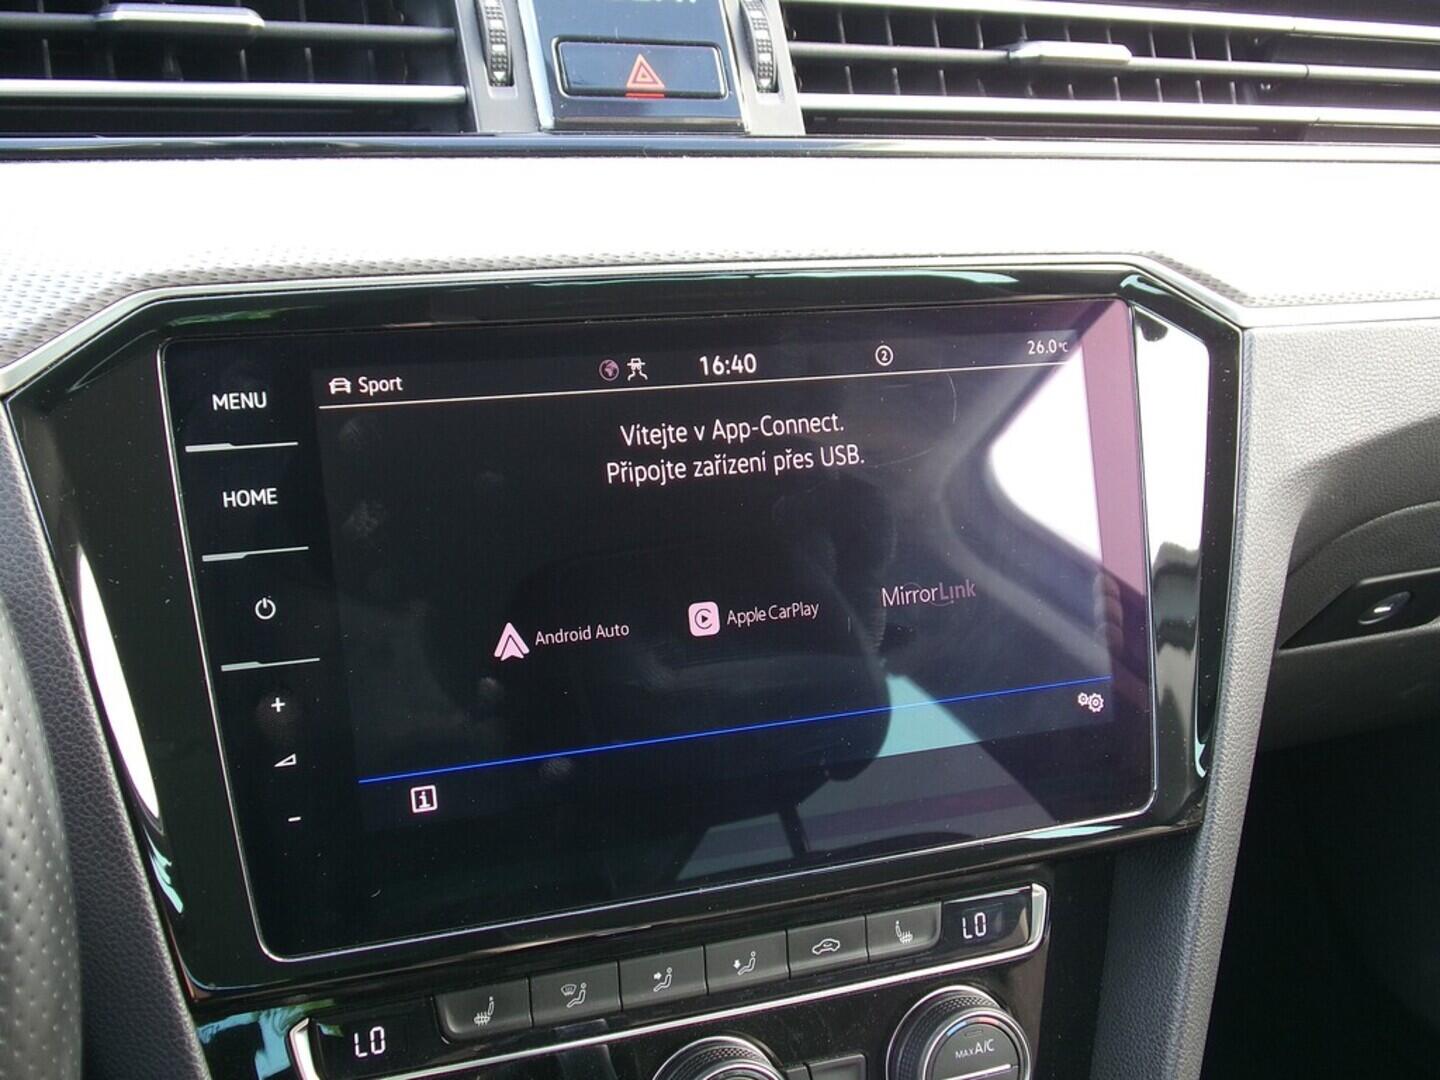 MENU
HOME
Sport
16:40
2
26.0°C
Vítejte v App-Connect.
Připojte zařízení přes USB.
Android Auto
Apple CarPlay
MirrorLink
+
-
i
LO
LO
MAX A/C